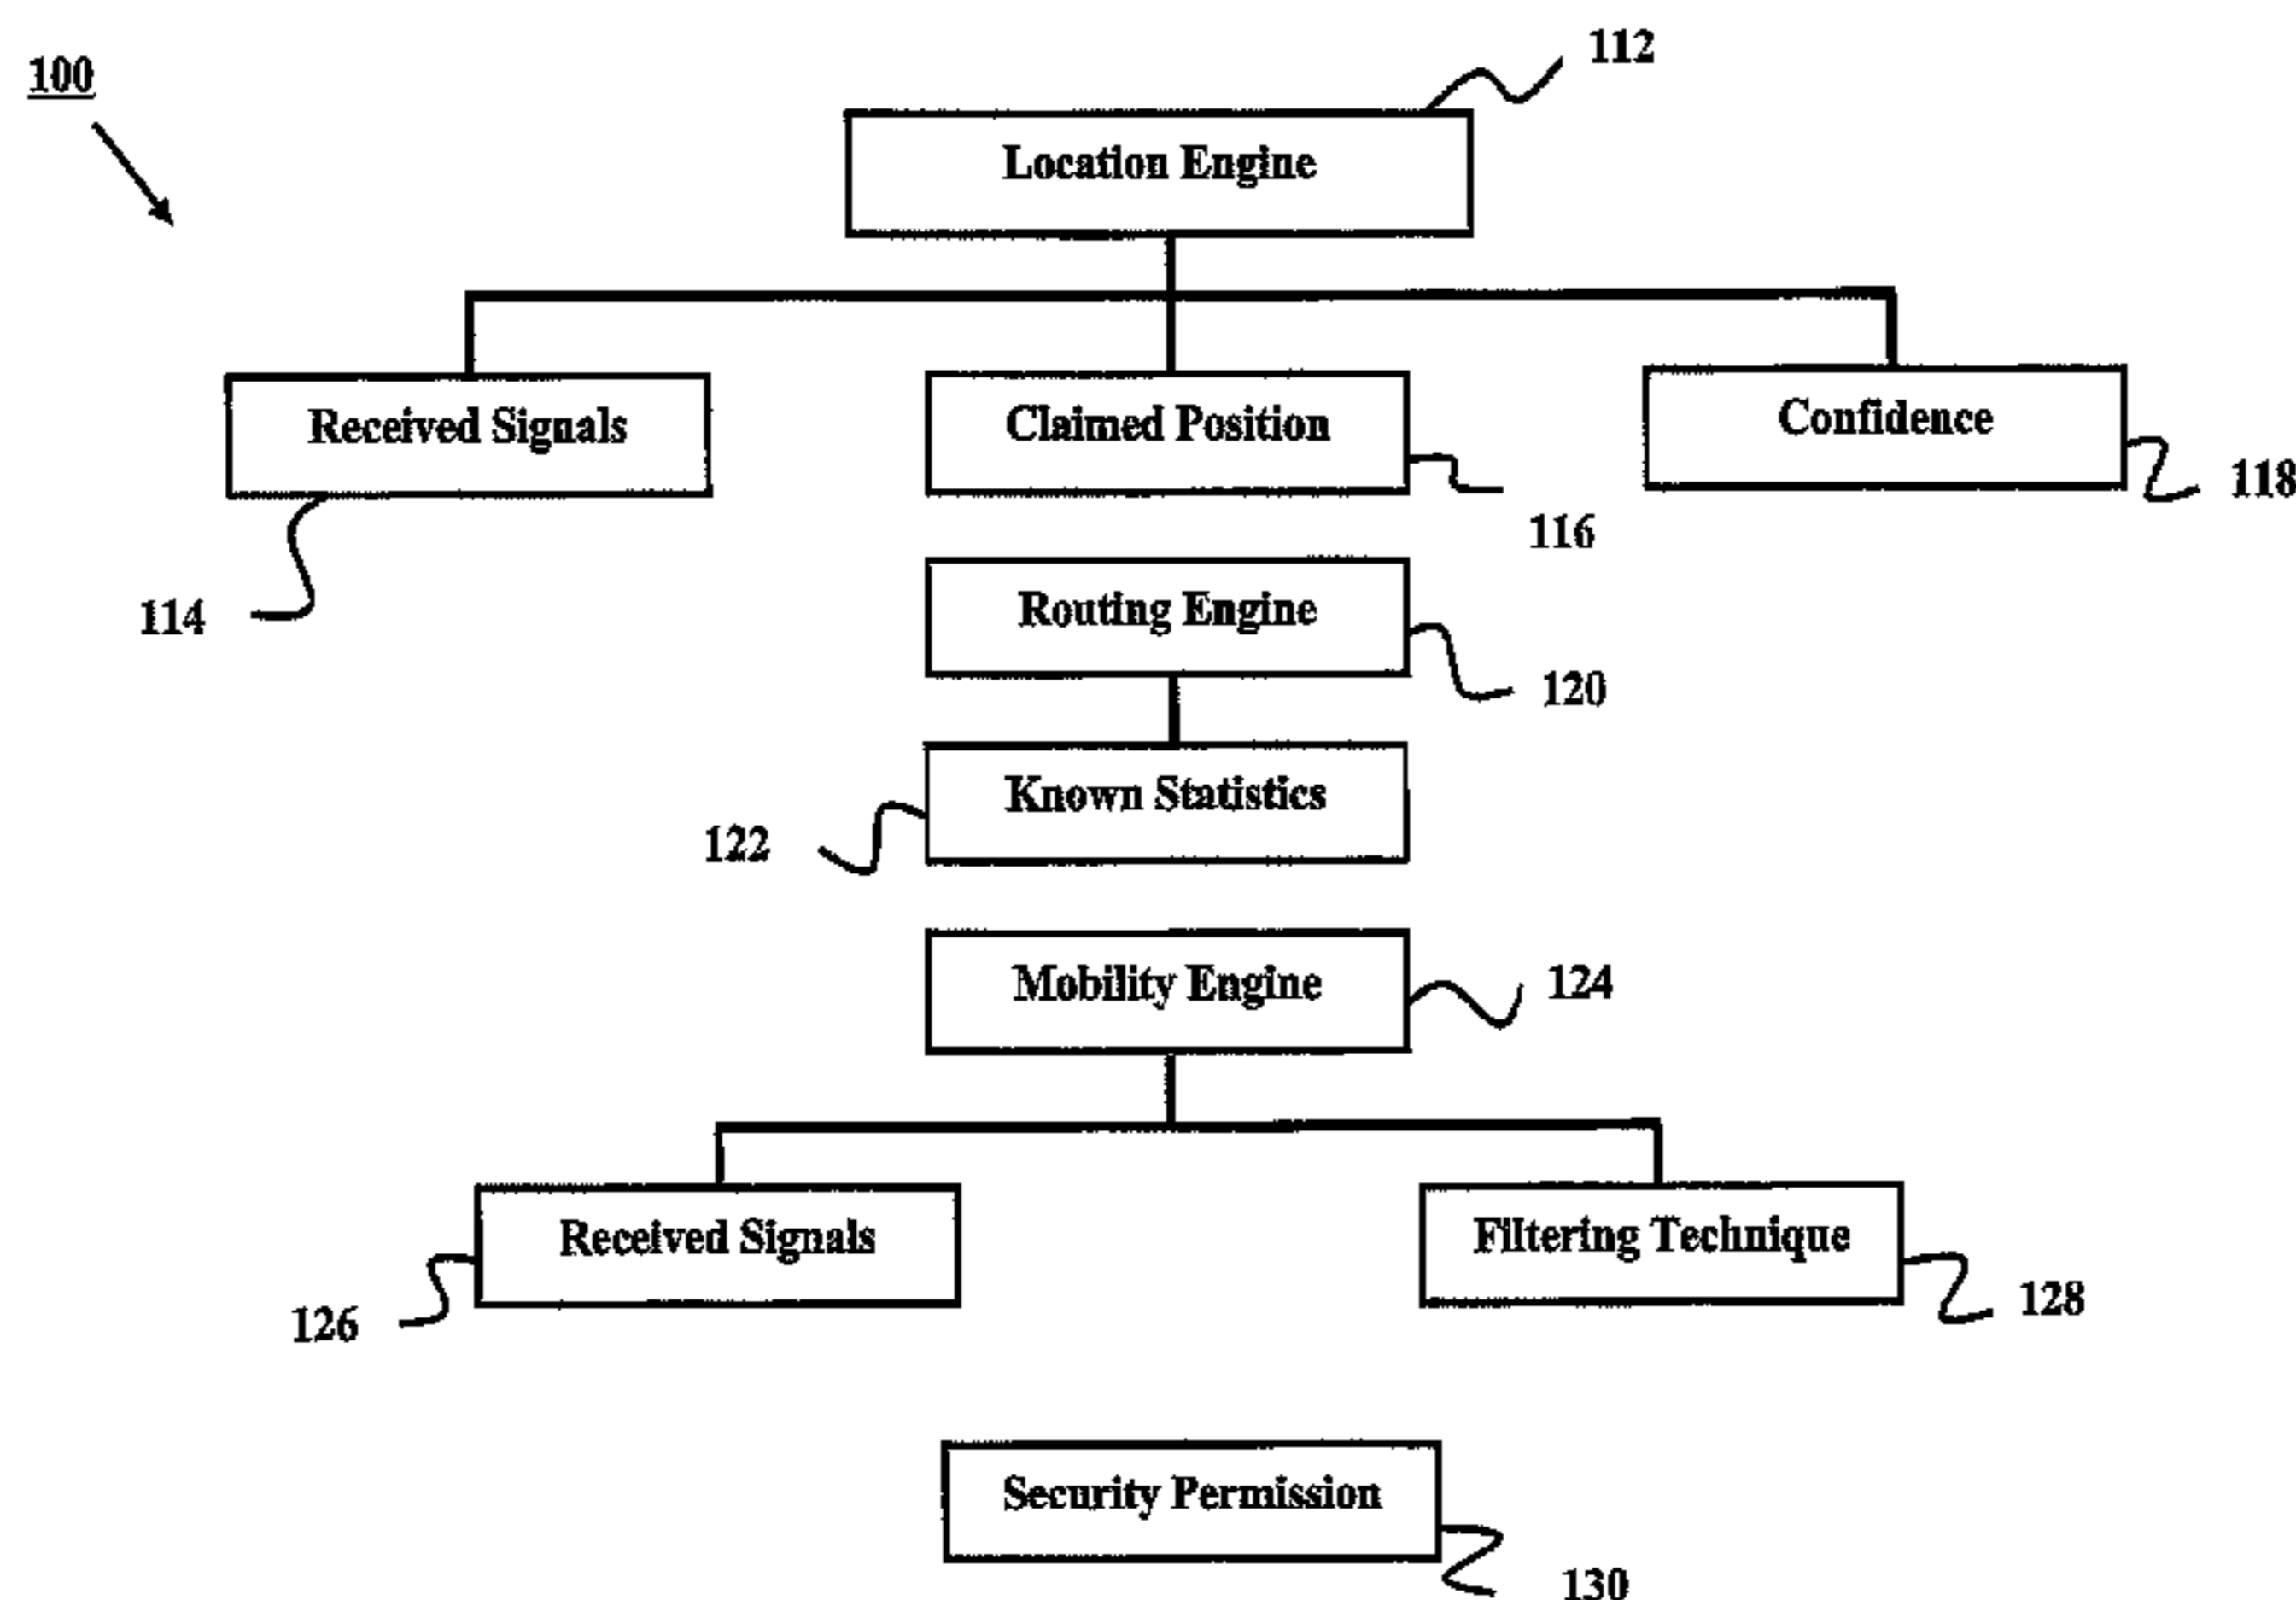 112
100
Location Engine
Received Signals
Claimed Position
Confidence
118
116
114
Routing Engine
120
Known Statistics
122
Mobility Engine
124
Received Signals
Filtering Technique
126
128
Security Permission
130